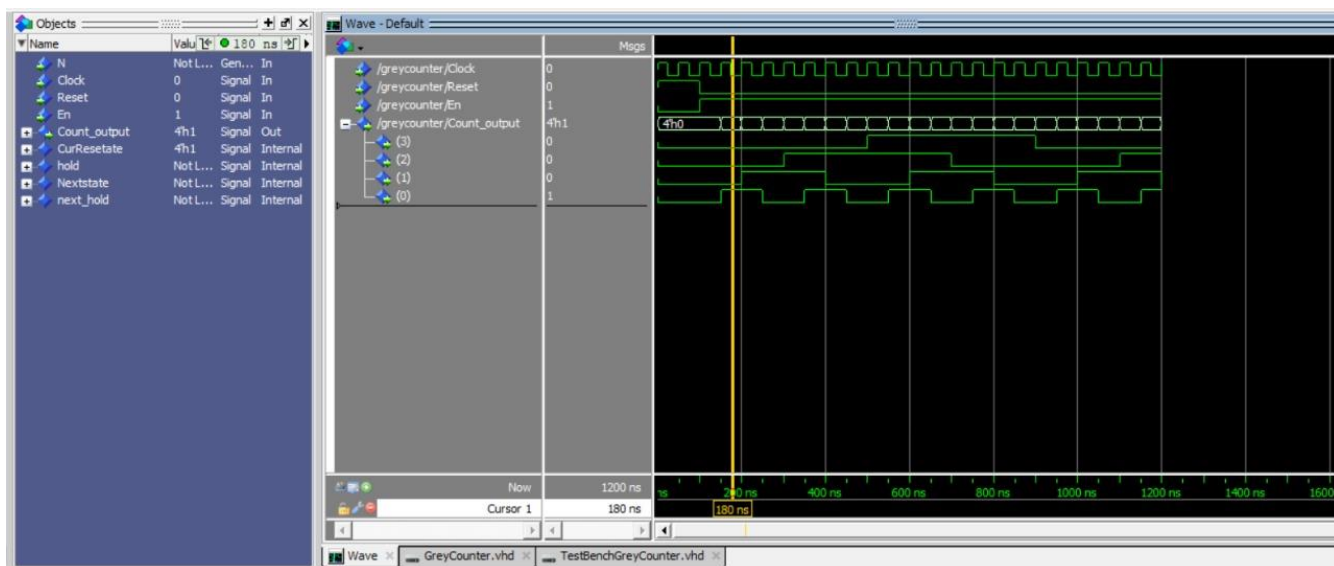 Objects
Name Valu 180 ns
N Not L... Gen... In
Clock 0 Signal In
Reset 0 Signal In
En 1 Signal In
Count_output 4'h1 Signal Out
CurResetate 4'h1 Signal Internal
hold Not L... Signal Internal
Nextstate Not L... Signal Internal
next_hold Not L... Signal Internal
Wave - Default
Msgs
/greycounter/Clock 0
/greycounter/Reset 0
/greycounter/En 1
/greycounter/Count_output 4'h1 4'h0
(3) 0
(2) 0
(1) 0
(0) 1
Now 1200 ns ns 200 ns 400 ns 600 ns 800 ns 1000 ns 1200 ns 1400 ns 1600
Cursor 1 180 ns 180 ns
Wave GreyCounter.vhd TestBenchGreyCounter.vhd